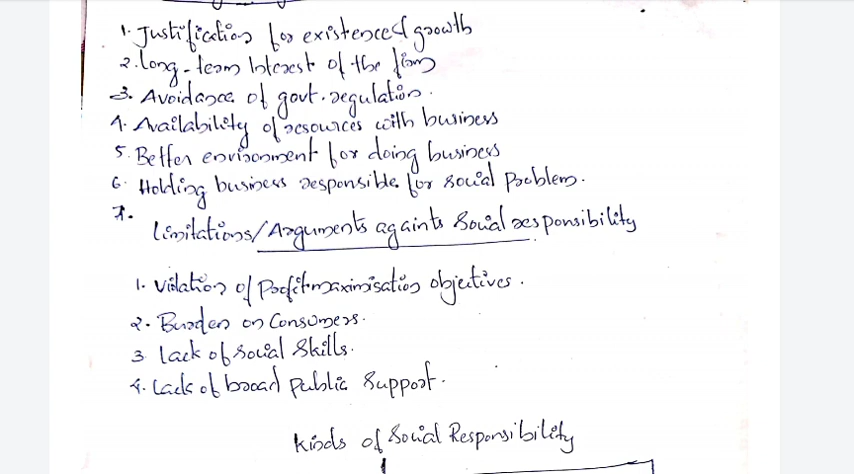 1. Justification for existence & growth
2. Long-term Interest of the firm
3. Avoidance of govt. regulation.
4. Availability of resources with business
5. Better environment for doing business
6. Holding business responsible for social problem.
7.
Limitations/Arguments againts Social responsibility
1. Violation of Profit maximisation objectives.
2. Burden on Consumers.
3 Lack of Social Skills.
4. Lack of broad Public Support.
Kinds of Social Responsibility